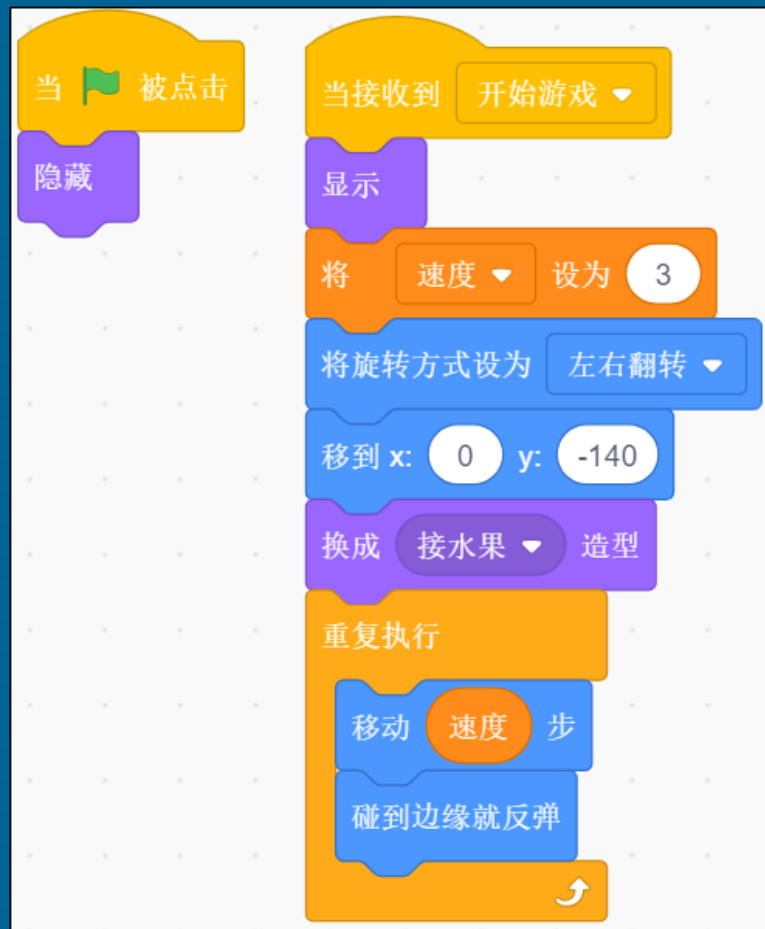 当 被点击
隐藏
当接收到 开始游戏
显示
将 速度 设为 3
将旋转方式设为 左右翻转
移到 x: 0 y: -140
换成 接水果 造型
重复执行
移动 速度 步
碰到边缘就反弹